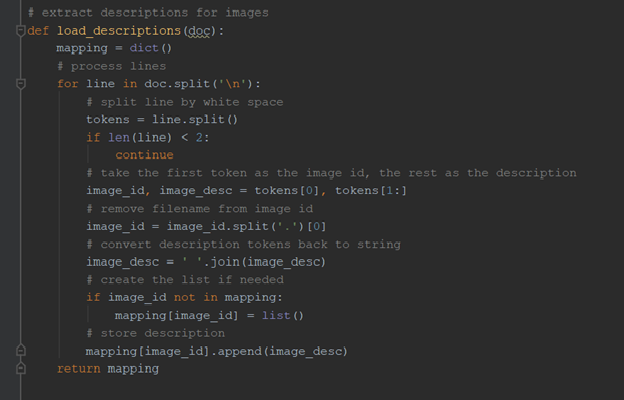 # extract descriptions for images
def load_descriptions(doc):
    mapping = dict()
    # process lines
    for line in doc.split('\n'):
        # split line by white space
        tokens = line.split()
        if len(line) < 2:
            continue
        # take the first token as the image id, the rest as the description
        image_id, image_desc = tokens[0], tokens[1:]
        # remove filename from image id
        image_id = image_id.split('.')[0]
        # convert description tokens back to string
        image_desc = ' '.join(image_desc)
        # create the list if needed
        if image_id not in mapping:
            mapping[image_id] = list()
        # store description
        mapping[image_id].append(image_desc)
    return mapping